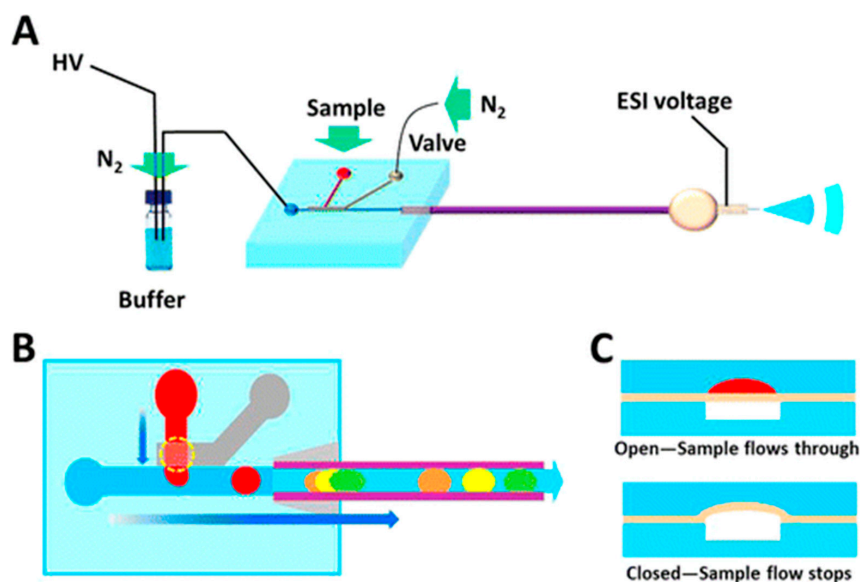 A
HV
N2
Sample
Valve
N2
ESI voltage
Buffer
B
C
Open—Sample flows through
Closed—Sample flow stops